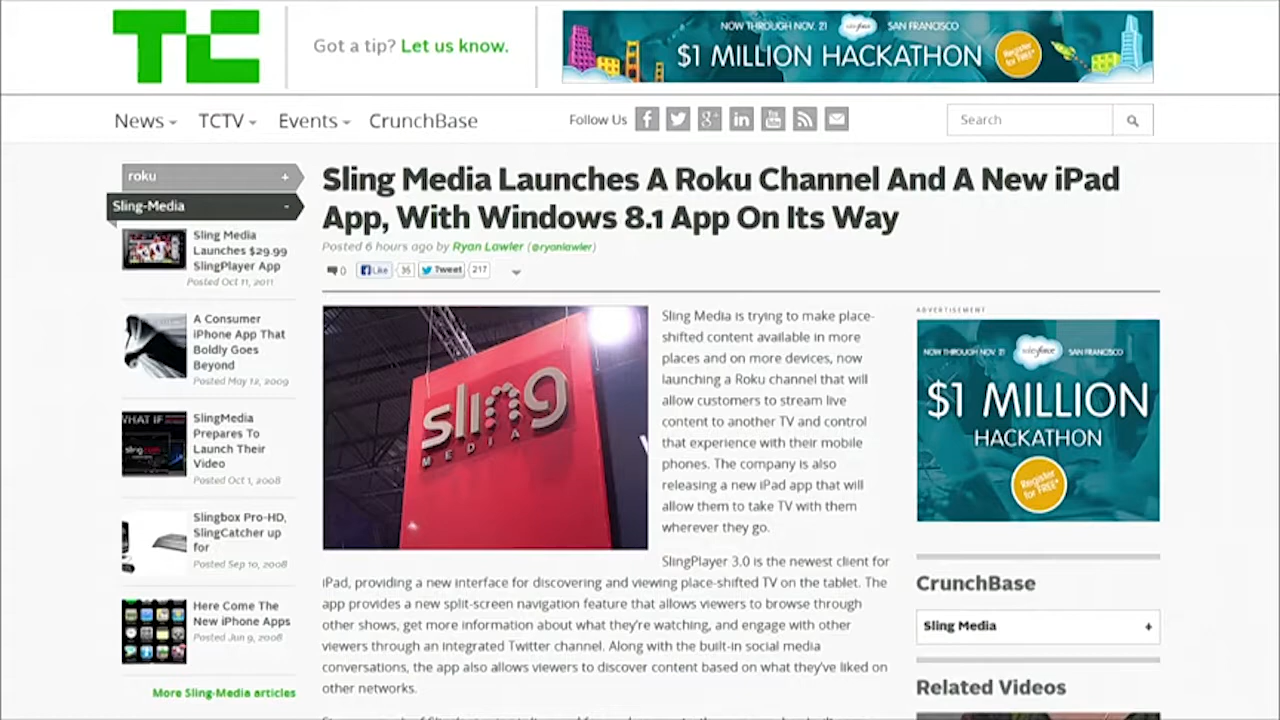 TC
Got a tip? Let us know.
NOW THROUGH NOV. 21 salesforce SAN FRANCISCO
$1 MILLION HACKATHON
Register
for FREE*
News TCTV Events CrunchBase
Follow Us
f
g+
in
You
Tube
Search
roku +
Sling-Media -
Sling Media
Launches $29.99
SlingPlayer App
Posted Oct 11, 2011
A Consumer
iPhone App That
Boldly Goes
Beyond
Posted May 12, 2009
WHAT IF
SlingMedia
Prepares To
Launch Their
Video
Posted Oct 1, 2008
Slingbox Pro-HD,
SlingCatcher up
for
Posted Sep 10, 2008
Here Come The
New iPhone Apps
Posted Jun 9, 2008
More Sling-Media articles
Sling Media Launches A Roku Channel And A New iPad
App, With Windows 8.1 App On Its Way
Posted 6 hours ago by Ryan Lawler (@ryanlawler)
0 Like 35 Tweet 217
sling
MEDIA
Sling Media is trying to make place-
shifted content available in more
places and on more devices, now
launching a Roku channel that will
allow customers to stream live
content to another TV and control
that experience with their mobile
phones. The company is also
releasing a new iPad app that will
allow them to take TV with them
wherever they go.
SlingPlayer 3.0 is the newest client for
iPad, providing a new interface for discovering and viewing place-shifted TV on the tablet. The
app provides a new split-screen navigation feature that allows viewers to browse through
other shows, get more information about what they're watching, and engage with other
viewers through an integrated Twitter channel. Along with the built-in social media
conversations, the app also allows viewers to discover content based on what they've liked on
other networks.
ADVERTISEMENT
NOW THROUGH NOV. 21 salesforce SAN FRANCISCO
$1 MILLION
HACKATHON
Register
for FREE*
CrunchBase
Sling Media +
Related Videos